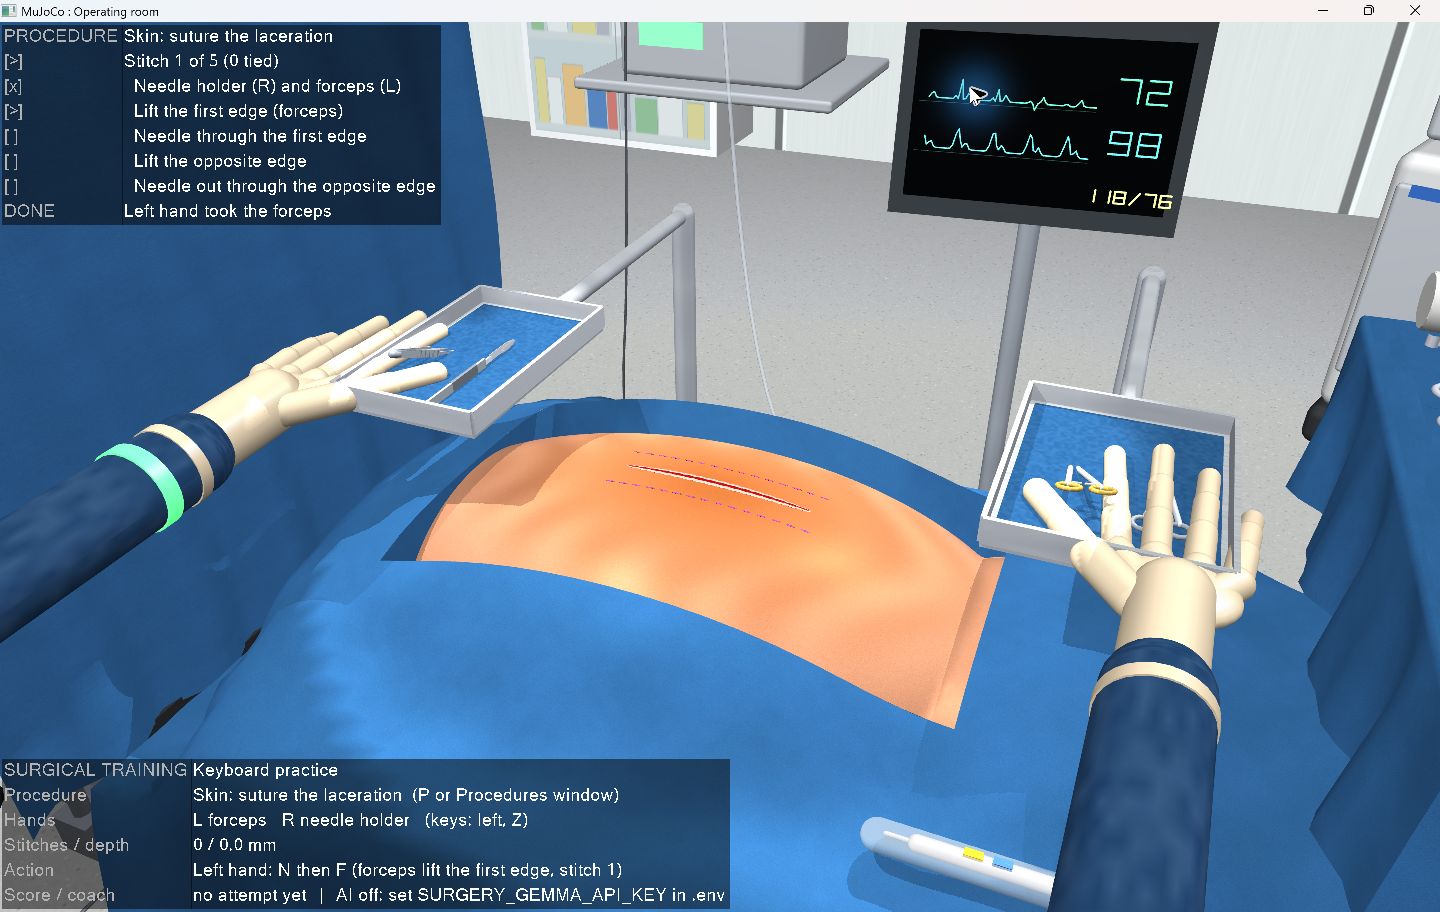 MuJoCo : Operating room
PROCEDURE Skin: suture the laceration
[>] Stitch 1 of 5 (0 tied)
[x] Needle holder (R) and forceps (L)
[>] Lift the first edge (forceps)
[ ] Needle through the first edge
[ ] Lift the opposite edge
[ ] Needle out through the opposite edge
DONE Left hand took the forceps
72
98
118/76
SURGICAL TRAINING Keyboard practice
Procedure Skin: suture the laceration (P or Procedures window)
Hands L forceps R needle holder (keys: left, Z)
Stitches / depth 0 / 0.0 mm
Action Left hand: N then F (forceps lift the first edge, stitch 1)
Score / coach no attempt yet | AI off: set SURGERY_GEMMA_API_KEY in .env